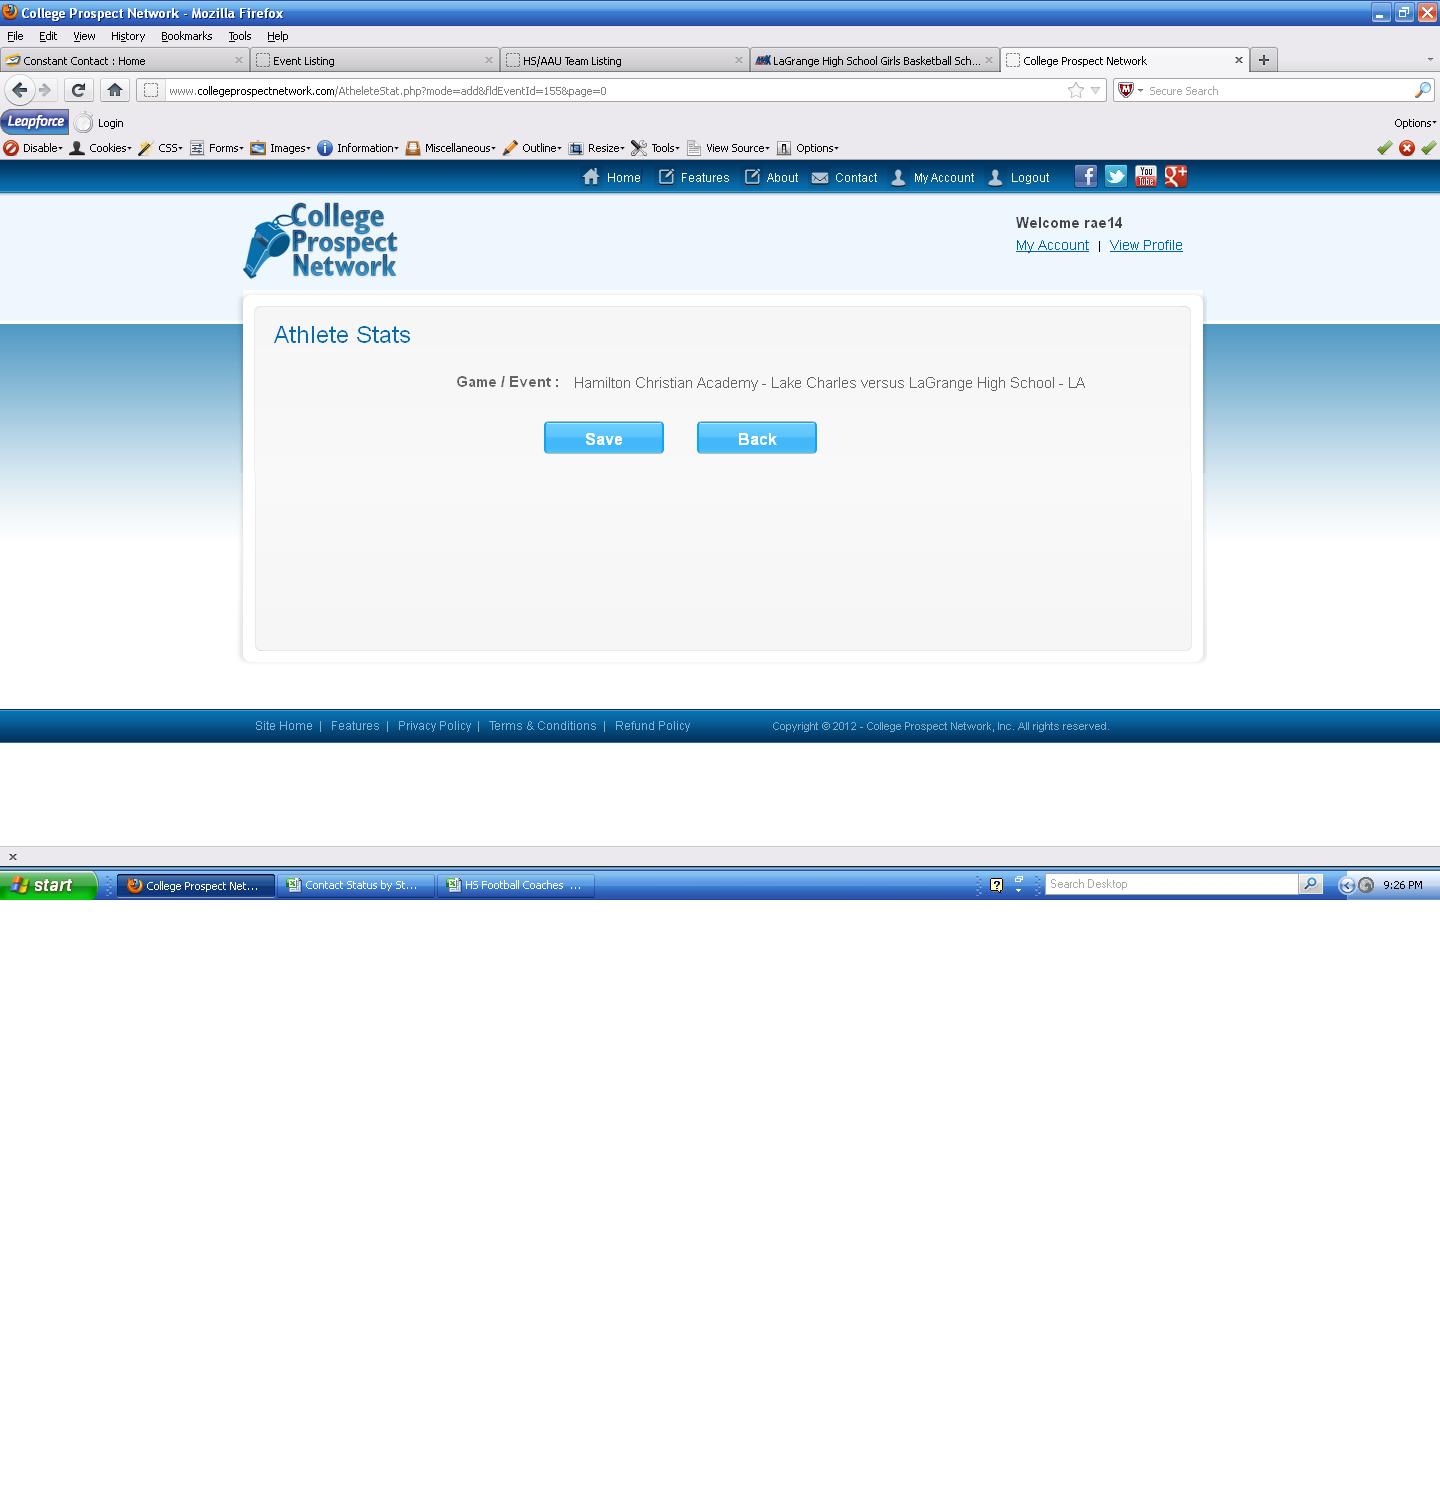 College Prospect Network - Mozilla Firefox
File Edit View History Bookmarks Tools Help
Constant Contact : Home Event Listing HS/AAU Team Listing LaGrange High School Girls Basketball Sch... College Prospect Network
www.collegeprospectnetwork.com/AtheleteStat.php?mode=add&fldEventId=155&page=0 Secure Search
Leapforce Login Options
Disable Cookies CSS Forms Images Information Miscellaneous Outline Resize Tools View Source Options
Home Features About Contact My Account Logout You Tube
College
Prospect
Network
Welcome rae14
My Account | View Profile
Athlete Stats
Game / Event : Hamilton Christian Academy - Lake Charles versus LaGrange High School - LA
Save Back
Site Home | Features | Privacy Policy | Terms & Conditions | Refund Policy Copyright © 2012 - College Prospect Network, Inc. All rights reserved.
x
start College Prospect Net... Contact Status by St... HS Football Coaches ... Search Desktop 9:26 PM